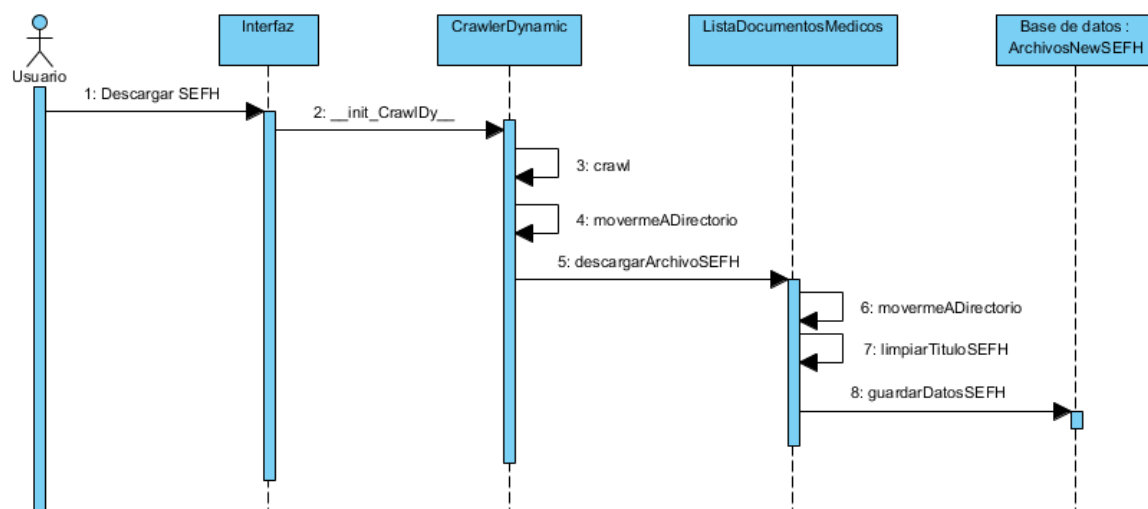 Interfaz
CrawlerDynamic
ListaDocumentosMedicos
Base de datos :
ArchivosNewSEFH
Usuario
1: Descargar SEFH
2: __init_CrawlDy__
3: crawl
4: movermeADirectorio
5: descargarArchivoSEFH
6: movermeADirectorio
7: limpiarTituloSEFH
8: guardarDatosSEFH